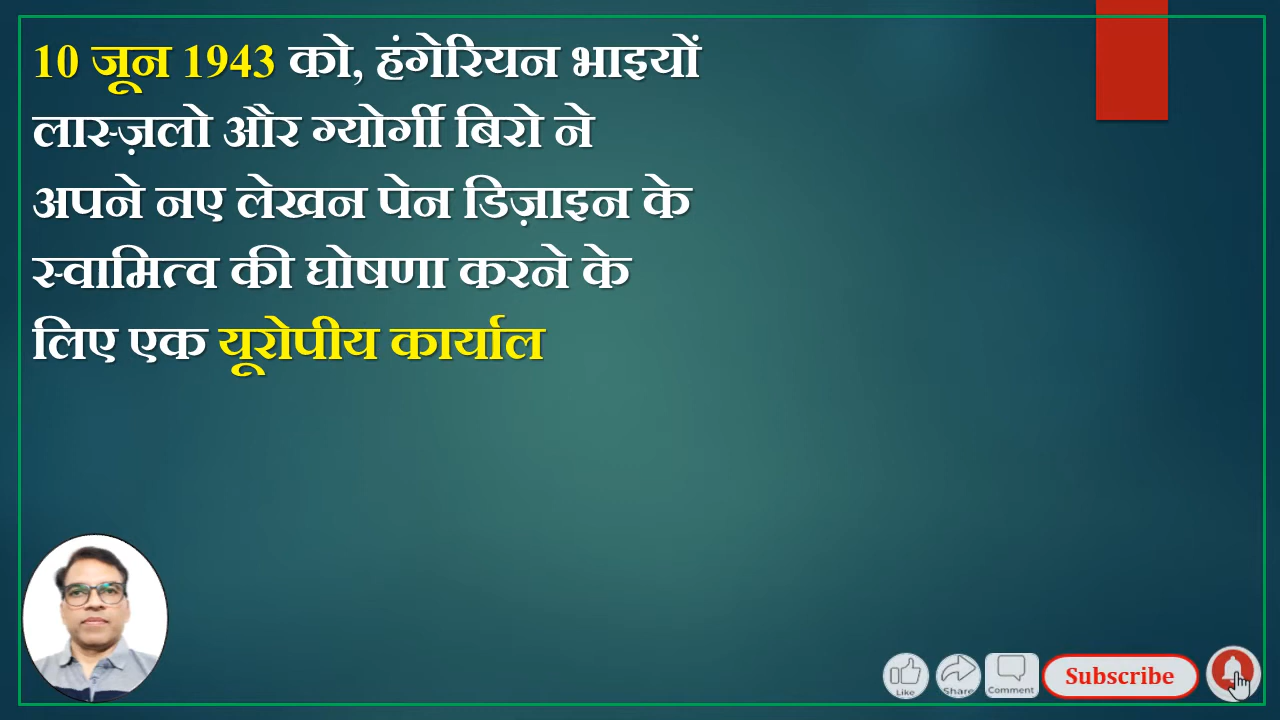 10 जून 1943 को, हंगेरियन भाइयों
लास्ज़लो और ग्योर्गी बिरो ने
अपने नए लेखन पेन डिज़ाइन के
स्वामित्व की घोषणा करने के
लिए एक यूरोपीय कार्याल
Like
Share
Comment
Subscribe